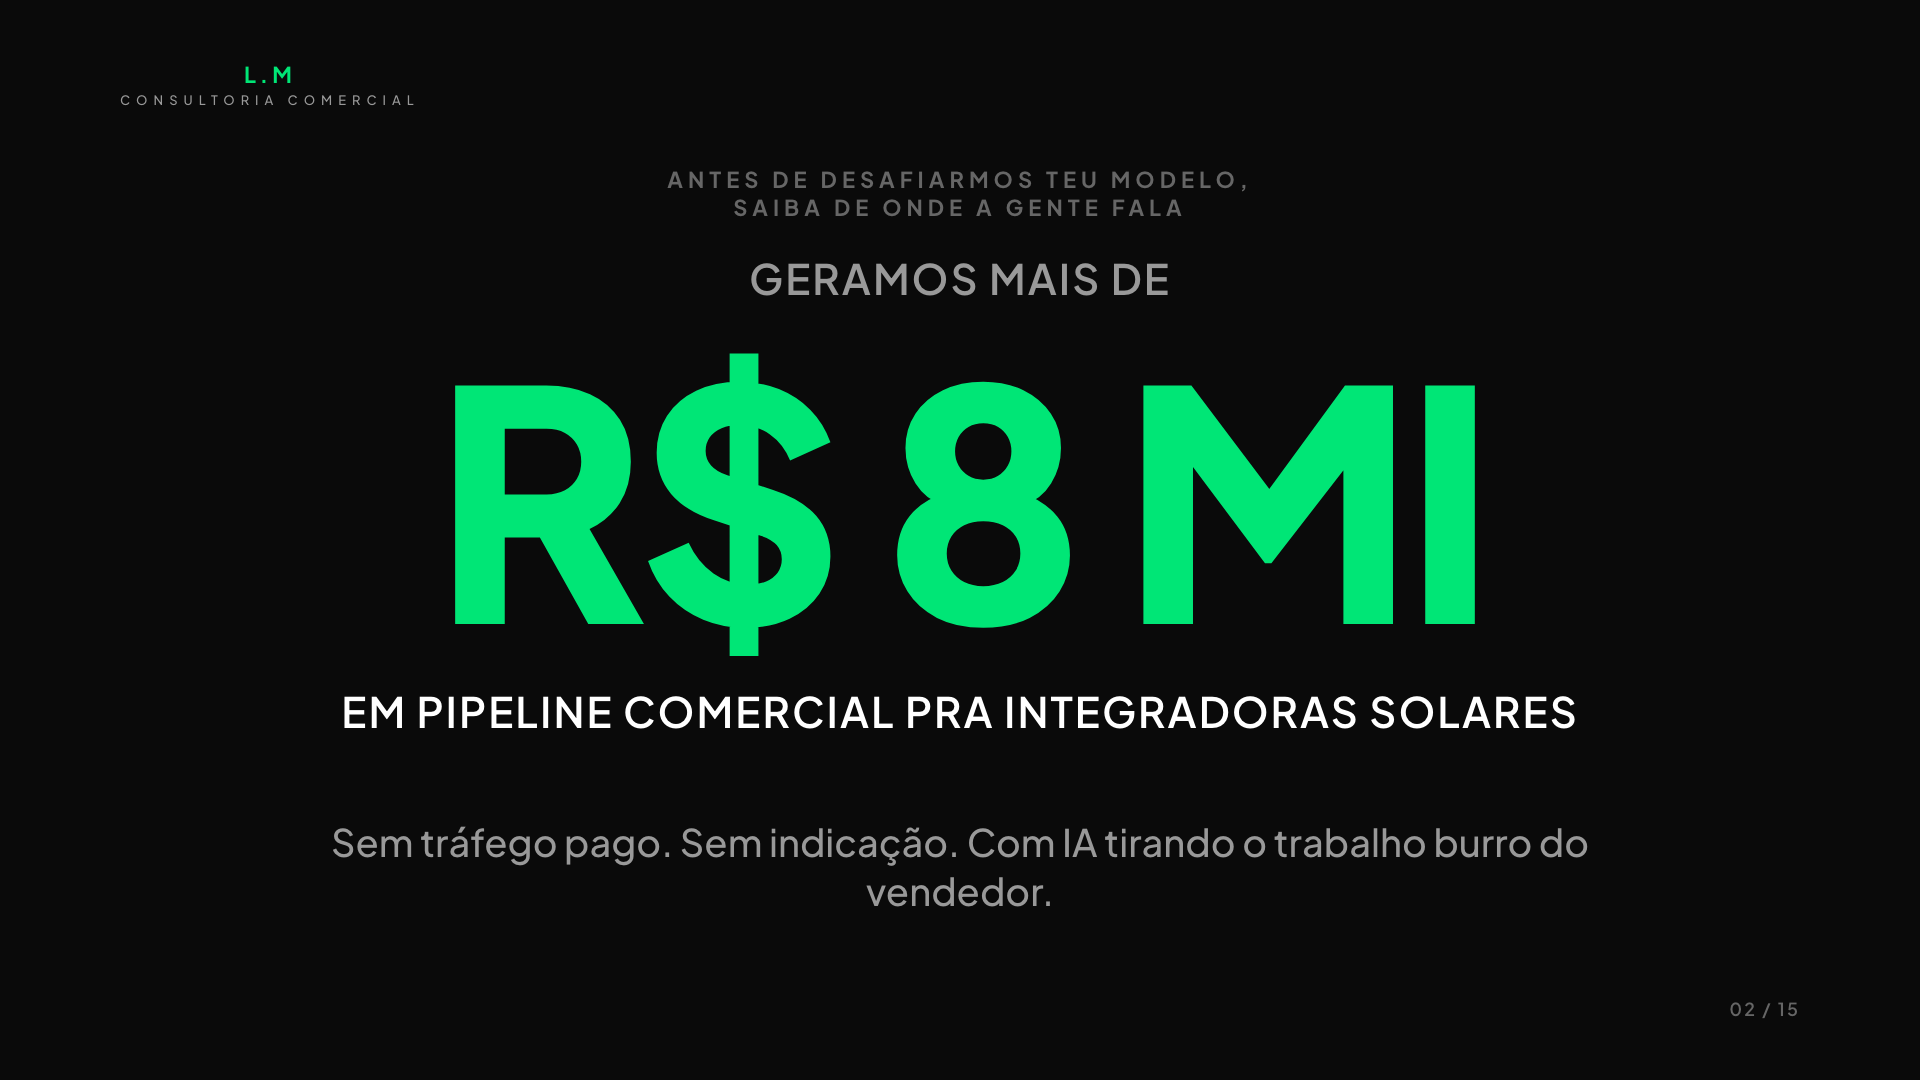 L.M
CONSULTORIA COMERCIAL
ANTES DE DESAFIARMOS TEU MODELO,
SAIBA DE ONDE A GENTE FALA
GERAMOS MAIS DE
R$ 8 MI
EM PIPELINE COMERCIAL PRA INTEGRADORAS SOLARES
Sem tráfego pago. Sem indicação. Com IA tirando o trabalho burro do
vendedor.
02 / 15